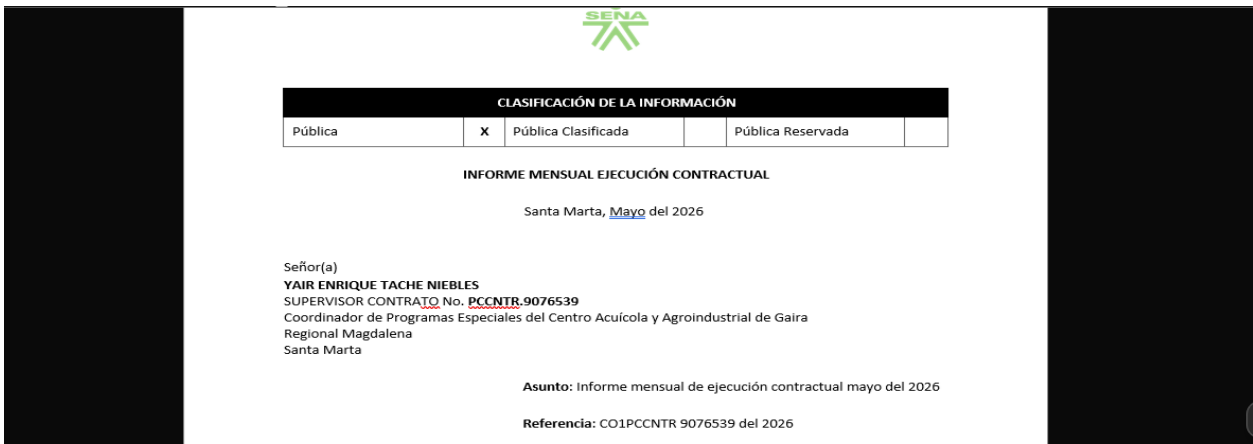 SENA
CLASIFICACIÓN DE LA INFORMACIÓN
Pública X Pública Clasificada Pública Reservada
INFORME MENSUAL EJECUCIÓN CONTRACTUAL
Santa Marta, Mayo del 2026
Señor(a)
YAIR ENRIQUE TACHE NIEBLES
SUPERVISOR CONTRATO No. PCCNTR.9076539
Coordinador de Programas Especiales del Centro Acuícola y Agroindustrial de Gaira
Regional Magdalena
Santa Marta
Asunto: Informe mensual de ejecución contractual mayo del 2026
Referencia: CO1PCCNTR 9076539 del 2026